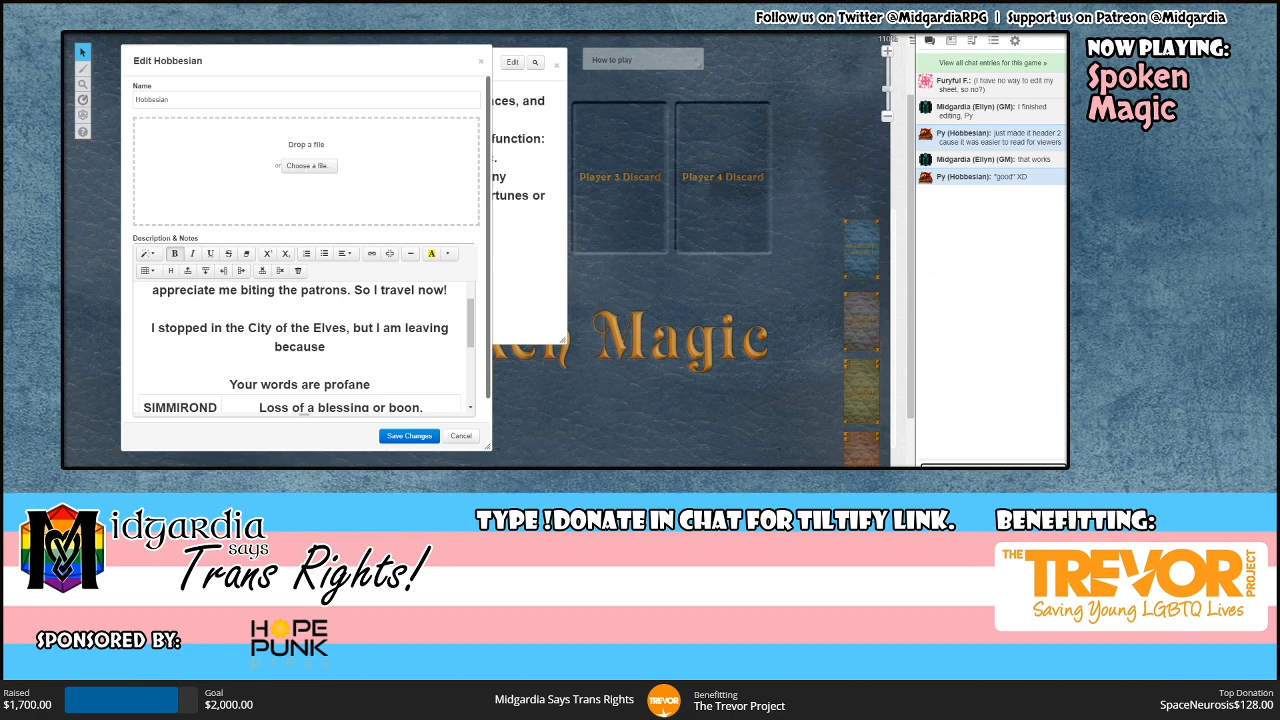 Follow us on Twitter @MidgardiaRPG | Support us on Patreon @Midgardia
NOW PLAYING:
Spoken
Magic
Edit Hobbesian
Name
Hobbesian
Drop a file
or Choose a file...
Description & Notes
B I U S
appreciate me biting the patrons. So I travel now!
I stopped in the City of the Elves, but I am leaving
because
Your words are profane
SIMMIROND Loss of a blessing or boon.
Save Changes Cancel
Edit
ces, and
function:
s.
ny
rtunes or
How to play
110%
Player 3 Discard Player 4 Discard
Magic
View all chat entries for this game »
Furyful F.: (I have no way to edit my
sheet, so no?)
Midgardia (Ellyn) (GM): I finished
editing, Py
Py (Hobbesian): just made it header 2
cause it was easier to read for viewers
Midgardia (Ellyn) (GM): that works
Py (Hobbesian): *good* XD
Midgardia
says
Trans Rights!
TYPE !DONATE IN CHAT FOR TILTIFY LINK.
BENEFITTING:
THE TREVOR PROJECT
Saving Young LGBTQ Lives
SPONSORED BY:
HOPE
PUNK
Raised
$1,700.00
Goal
$2,000.00
Midgardia Says Trans Rights
TREVOR
Benefitting
The Trevor Project
Top Donation
SpaceNeurosis$128.00